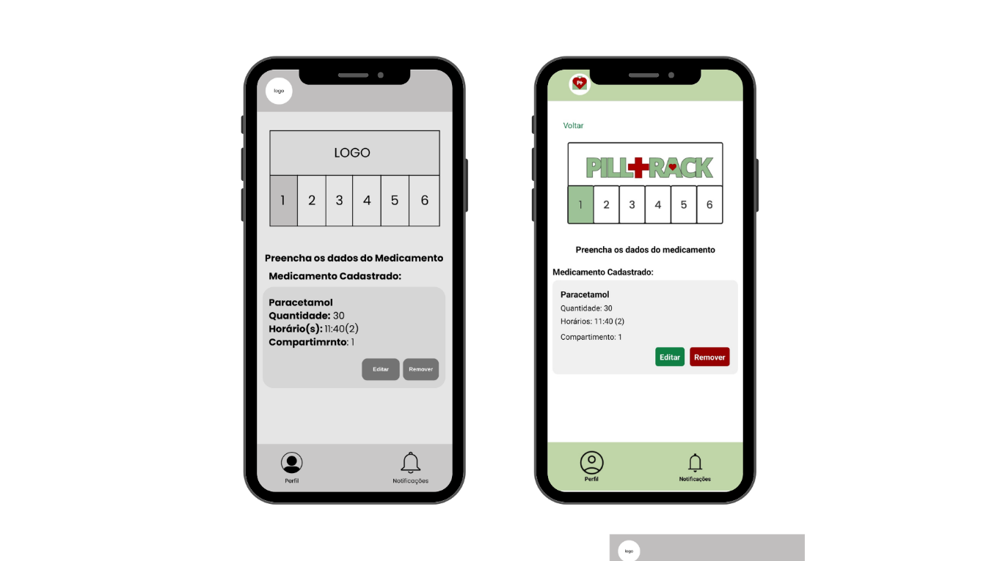 logo
LOGO
1 2 3 4 5 6
Preencha os dados do Medicamento
Medicamento Cadastrado:
Paracetamol
Quantidade: 30
Horário(s): 11:40(2)
Compartimrnto: 1
Editar Remover
Perfil Notificações
P+
Voltar
PILL+RACK
1 2 3 4 5 6
Preencha os dados do medicamento
Medicamento Cadastrado:
Paracetamol
Quantidade: 30
Horários: 11:40 (2)
Compartimento: 1
Editar Remover
Perfil Notificações
logo